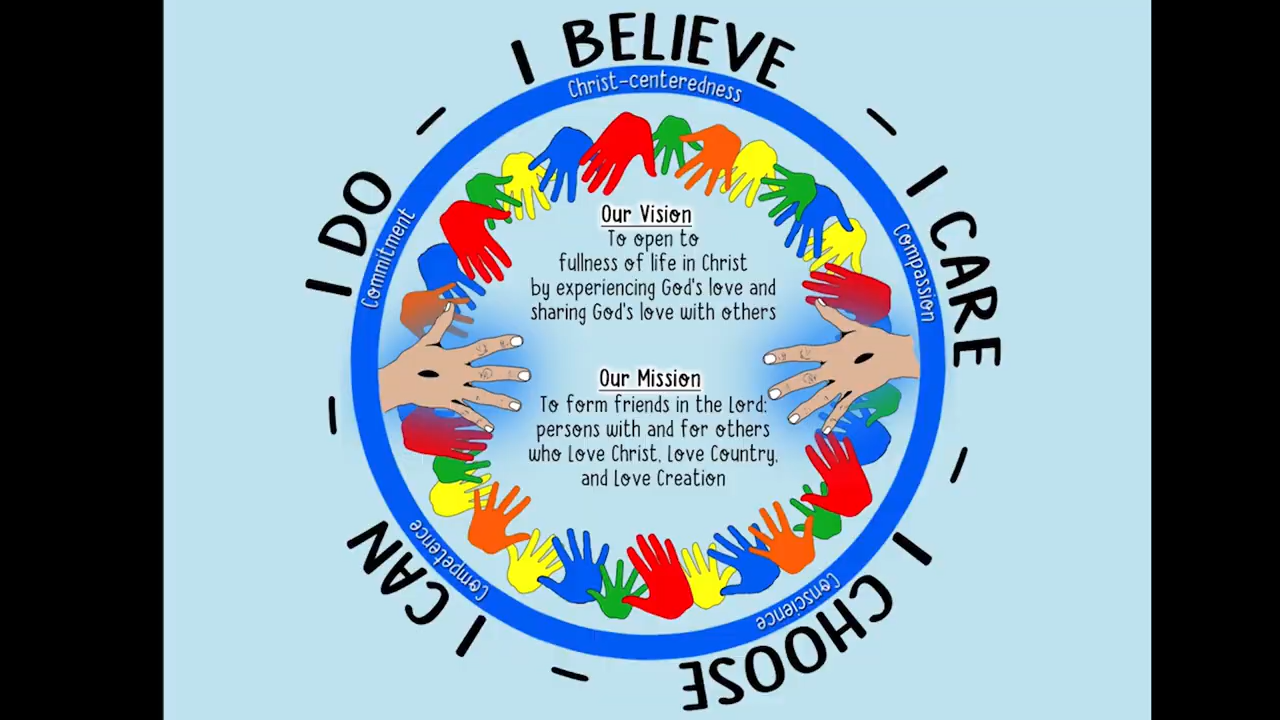 I BELIEVE
Christ-centeredness
I CARE
Compassion
I CHOOSE
Conscience
I CAN
Competence
I DO
Commitment
Our Vision
To open to
fullness of life in Christ
by experiencing God's love and
sharing God's love with others
Our Mission
To form friends in the Lord:
persons with and for others
who Love Christ, Love Country,
and Love Creation